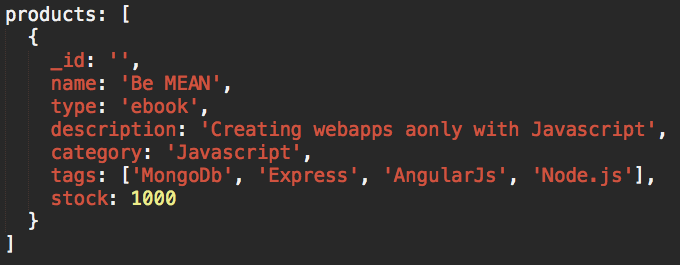 products: [
{
_id: '',
name: 'Be MEAN',
type: 'ebook',
description: 'Creating webapps aonly with Javascript',
category: 'Javascript',
tags: ['MongoDb', 'Express', 'AngularJs', 'Node.js'],
stock: 1000
}
]